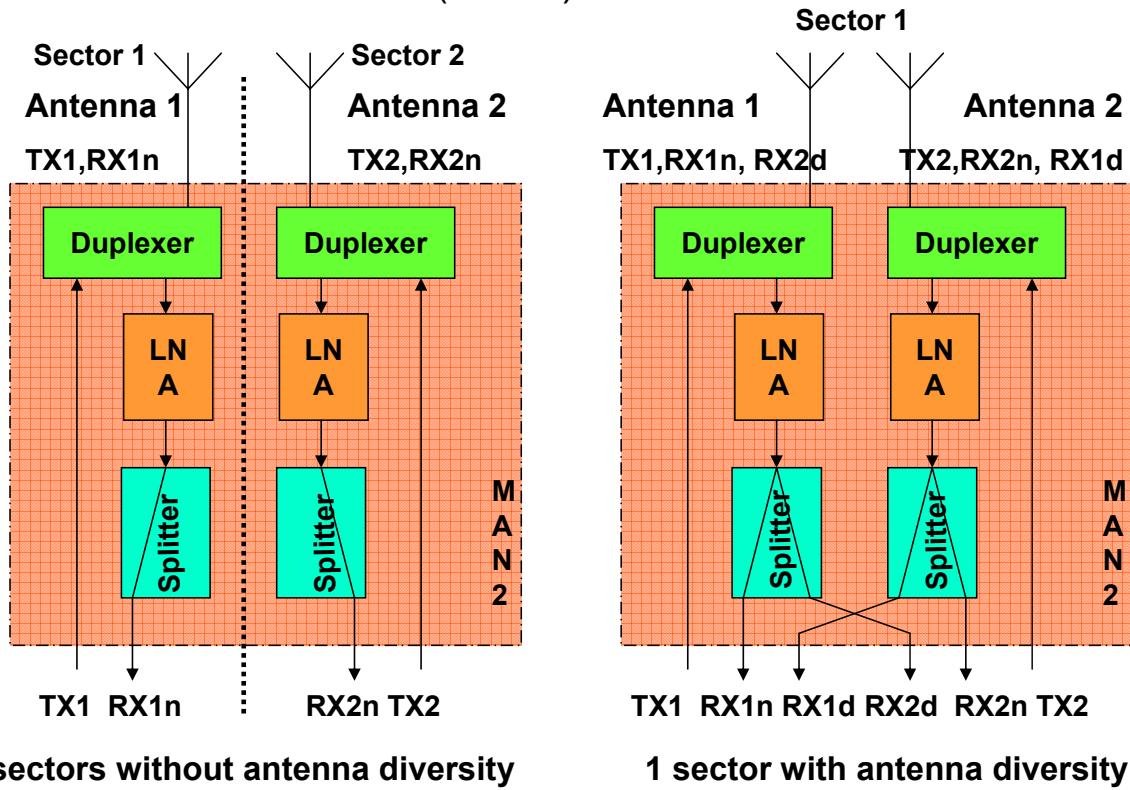 Sector 1
Sector 1 Sector 2
Antenna 1 Antenna 2 Antenna 1 Antenna 2
TX1,RX1n TX2,RX2n TX1,RX1n, RX2d TX2,RX2n, RX1d
Duplexer Duplexer Duplexer Duplexer
LN LN LN LN
A A A A
Splitter Splitter Splitter Splitter
M M
A A
N N
2 2
TX1 RX1n RX2n TX2 TX1 RX1n RX1d RX2d RX2n TX2
sectors without antenna diversity 1 sector with antenna diversity